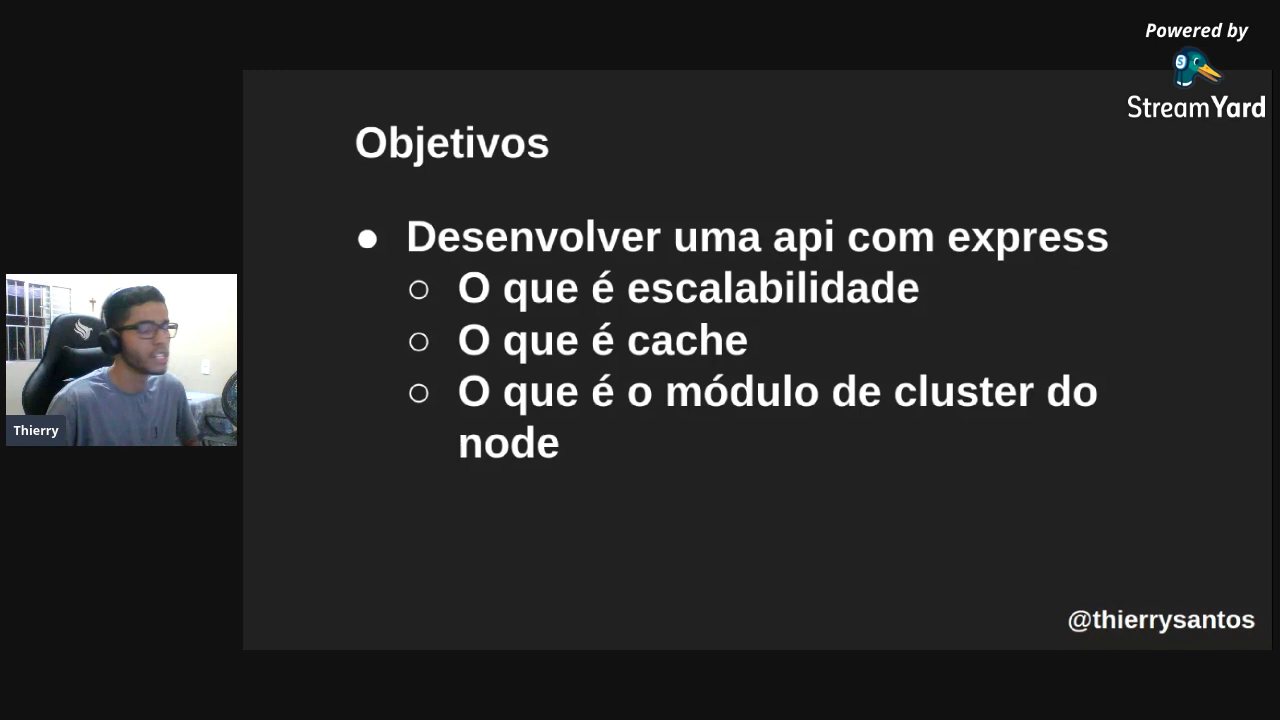 Powered by
StreamYard
Objetivos
● Desenvolver uma api com express
○ O que é escalabilidade
○ O que é cache
○ O que é o módulo de cluster do
node
Thierry
@thierrysantos